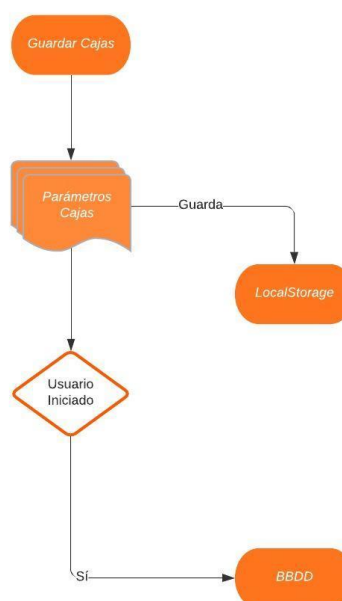 Guardar Cajas
Parámetros
Cajas
Guarda
LocalStorage
Usuario
Iniciado
Sí
BBDD